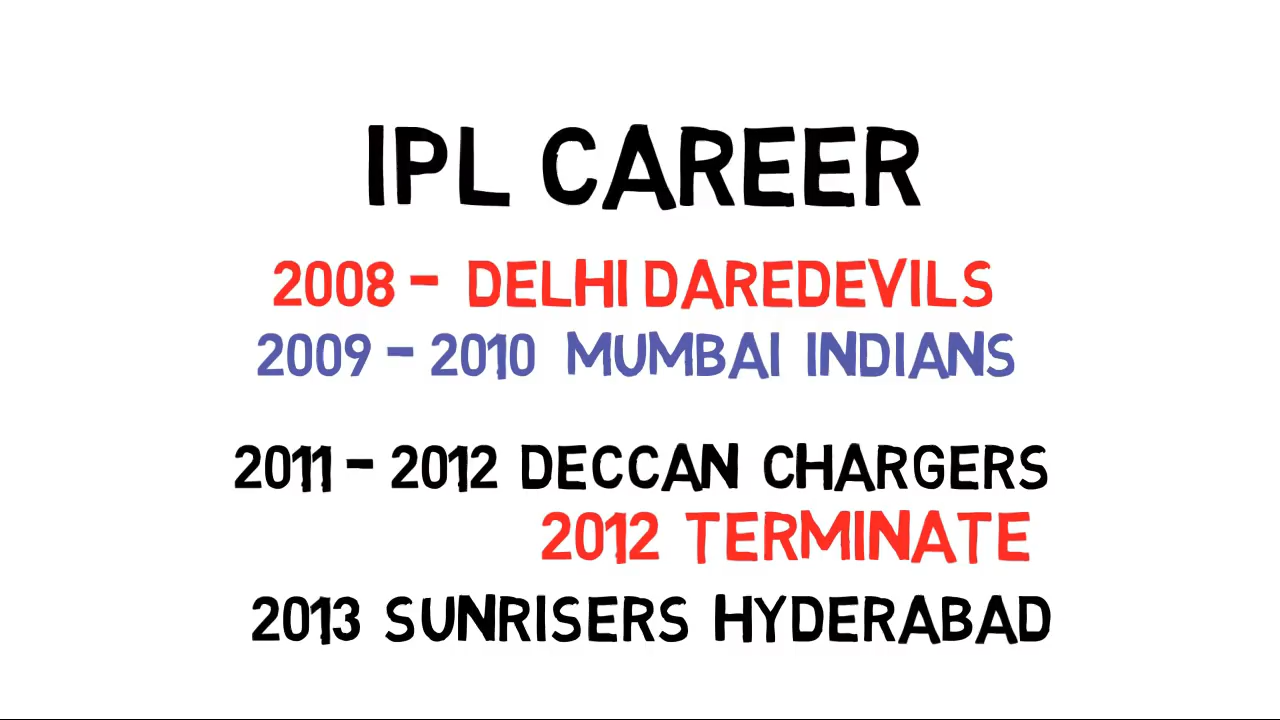 IPL CAREER
2008 - DELHI DAREDEVILS
2009 - 2010 MUMBAI INDIANS
2011 - 2012 DECCAN CHARGERS
2012 TERMINATE
2013 SUNRISERS HYDERABAD